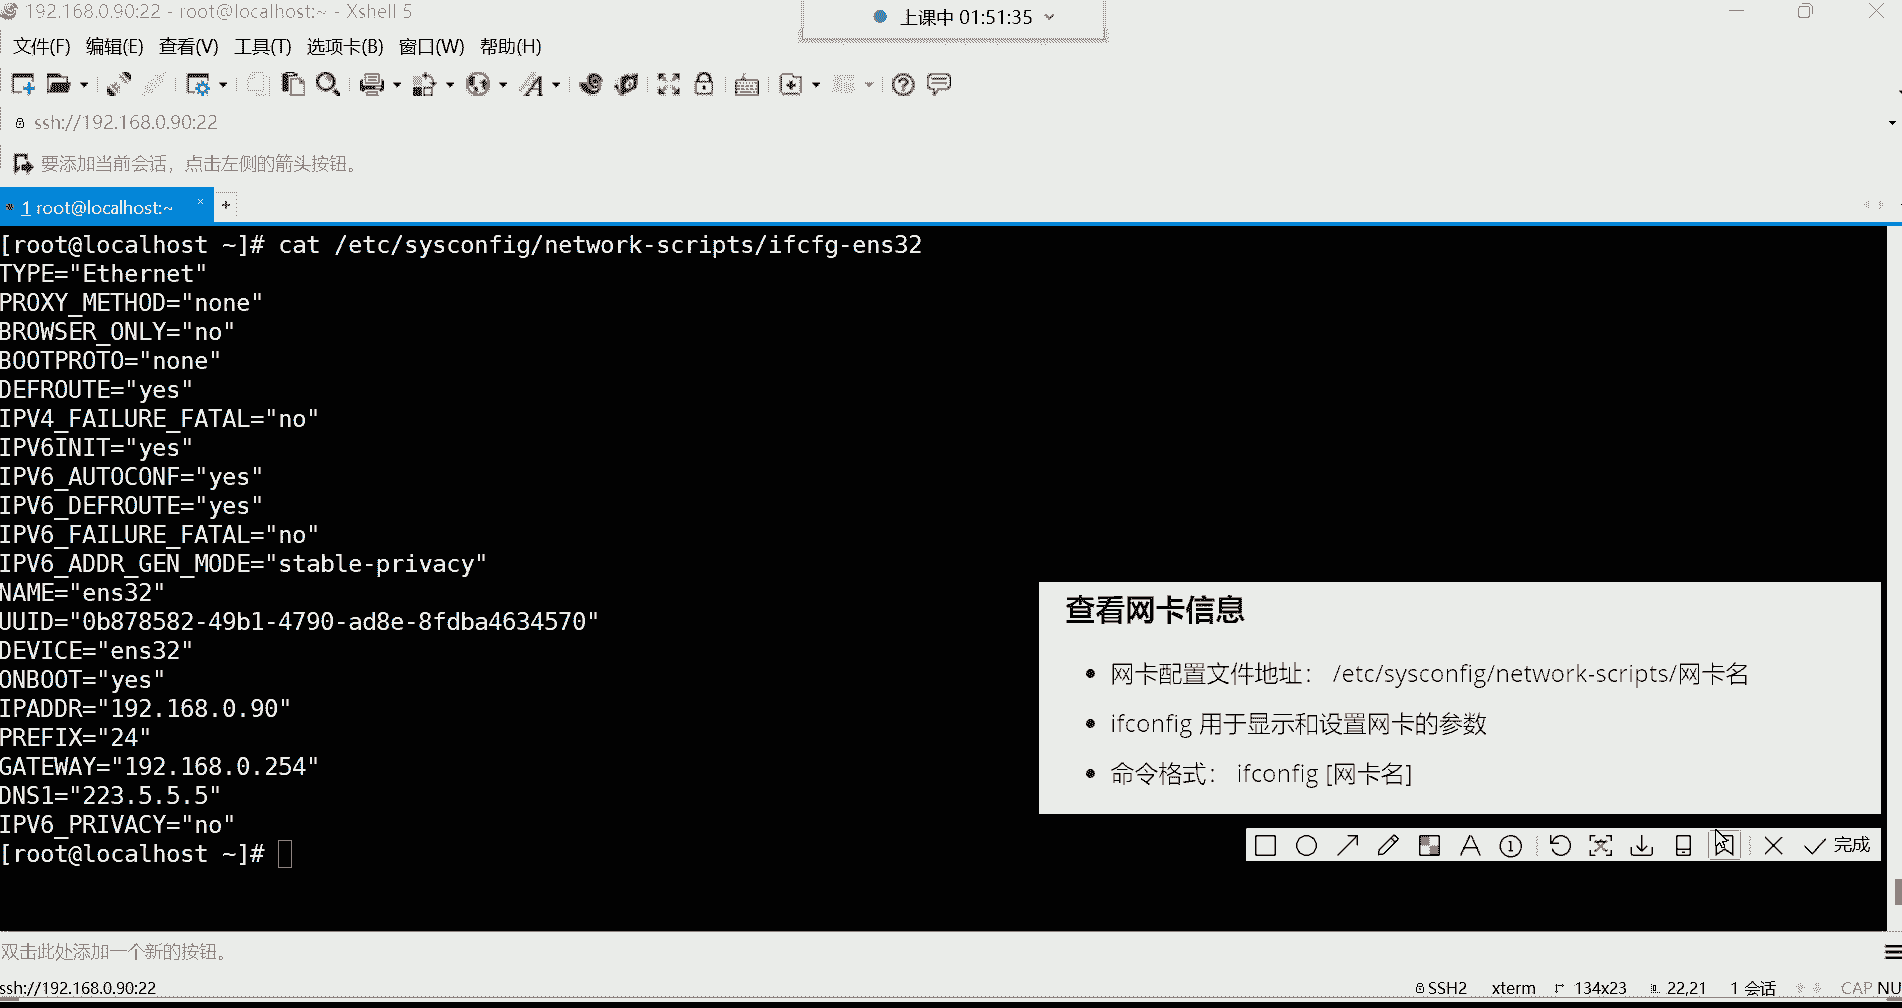 192.168.0.90:22 - root@localhost:~ - Xshell 5
上课中 01:51:35
文件(F) 编辑(E) 查看(V) 工具(T) 选项卡(B) 窗口(W) 帮助(H)
ssh://192.168.0.90:22
要添加当前会话，点击左侧的箭头按钮。
1 root@localhost:~ × +
[root@localhost ~]# cat /etc/sysconfig/network-scripts/ifcfg-ens32
TYPE="Ethernet"
PROXY_METHOD="none"
BROWSER_ONLY="no"
BOOTPROTO="none"
DEFROUTE="yes"
IPV4_FAILURE_FATAL="no"
IPV6INIT="yes"
IPV6_AUTOCONF="yes"
IPV6_DEFROUTE="yes"
IPV6_FAILURE_FATAL="no"
IPV6_ADDR_GEN_MODE="stable-privacy"
NAME="ens32"
UUID="0b878582-49b1-4790-ad8e-8fdba4634570"
DEVICE="ens32"
ONBOOT="yes"
IPADDR="192.168.0.90"
PREFIX="24"
GATEWAY="192.168.0.254"
DNS1="223.5.5.5"
IPV6_PRIVACY="no"
[root@localhost ~]#
查看网卡信息
• 网卡配置文件地址： /etc/sysconfig/network-scripts/网卡名
• ifconfig 用于显示和设置网卡的参数
• 命令格式： ifconfig [网卡名]
完成
双击此处添加一个新的按钮。
ssh://192.168.0.90:22
SSH2 xterm 134x23 22,21 1 会话 CAP NU